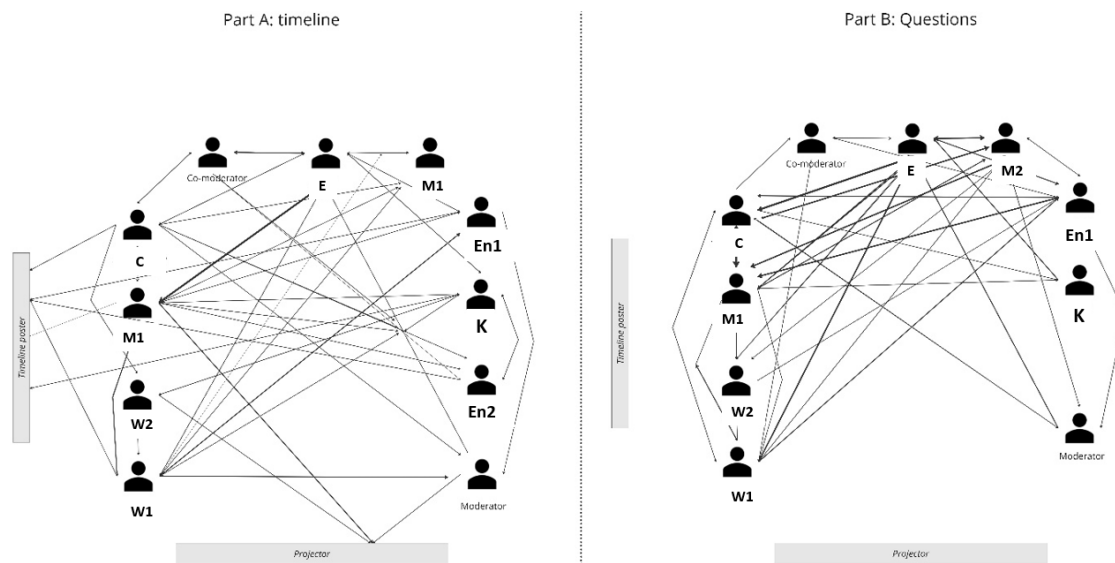 Part A: timeline
Co-moderator
E
M1
C
En1
M1
K
W2
En2
W1
Moderator
Timeline poster
Projector
Part B: Questions
Co-moderator
E
M2
C
En1
M1
K
W2
Moderator
W1
Timeline poster
Projector